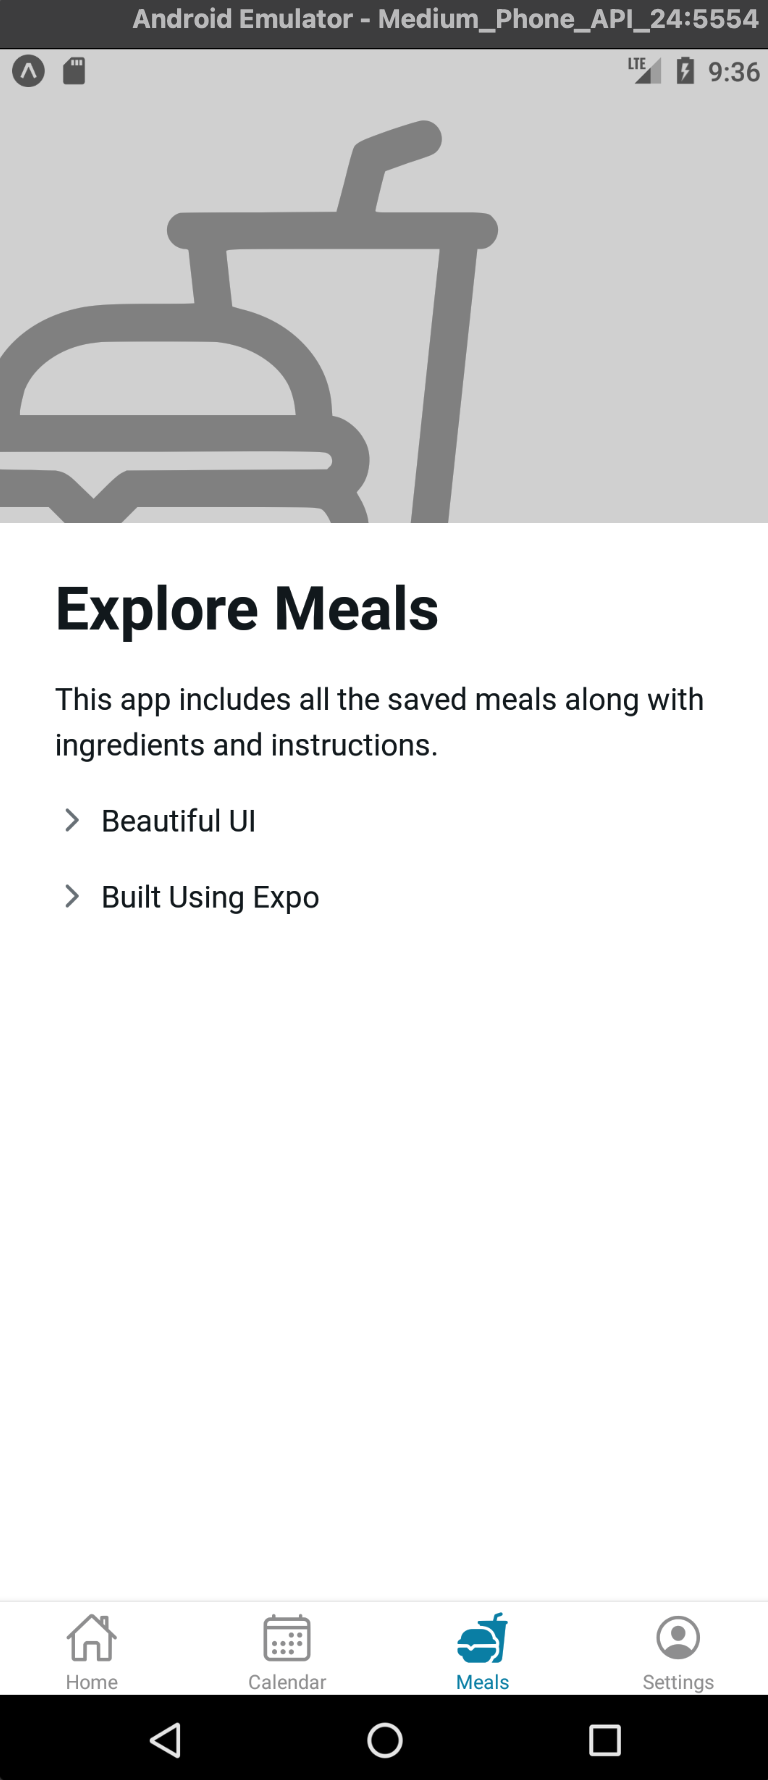 Android Emulator - Medium_Phone_API_24:5554
LTE 9:36
Explore Meals
This app includes all the saved meals along with
ingredients and instructions.
Beautiful UI
Built Using Expo
Home Calendar Meals Settings